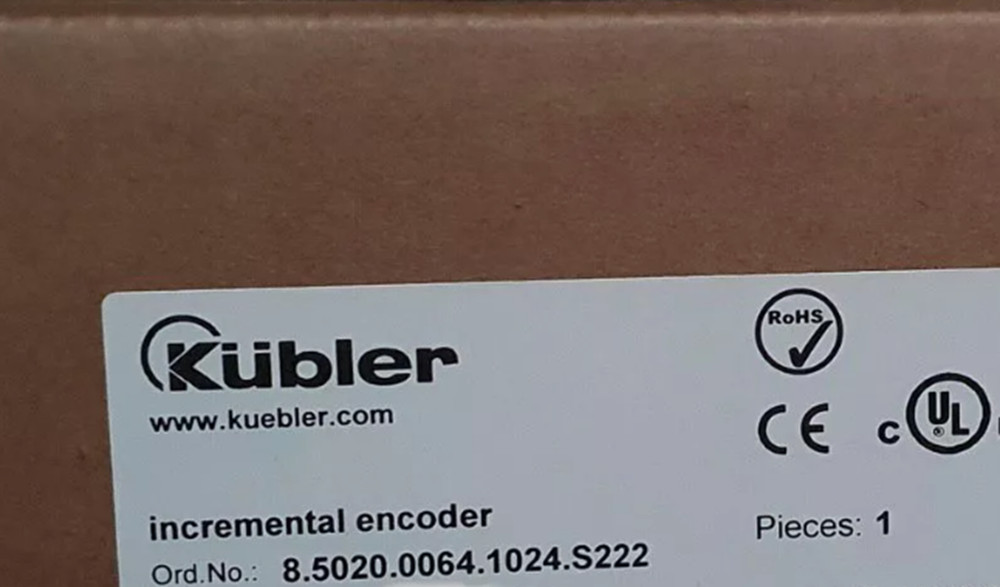 Kübler
www.kuebler.com
RoHS
CE
c UL ®
incremental encoder
Pieces: 1
Ord.No.: 8.5020.0064.1024.S222